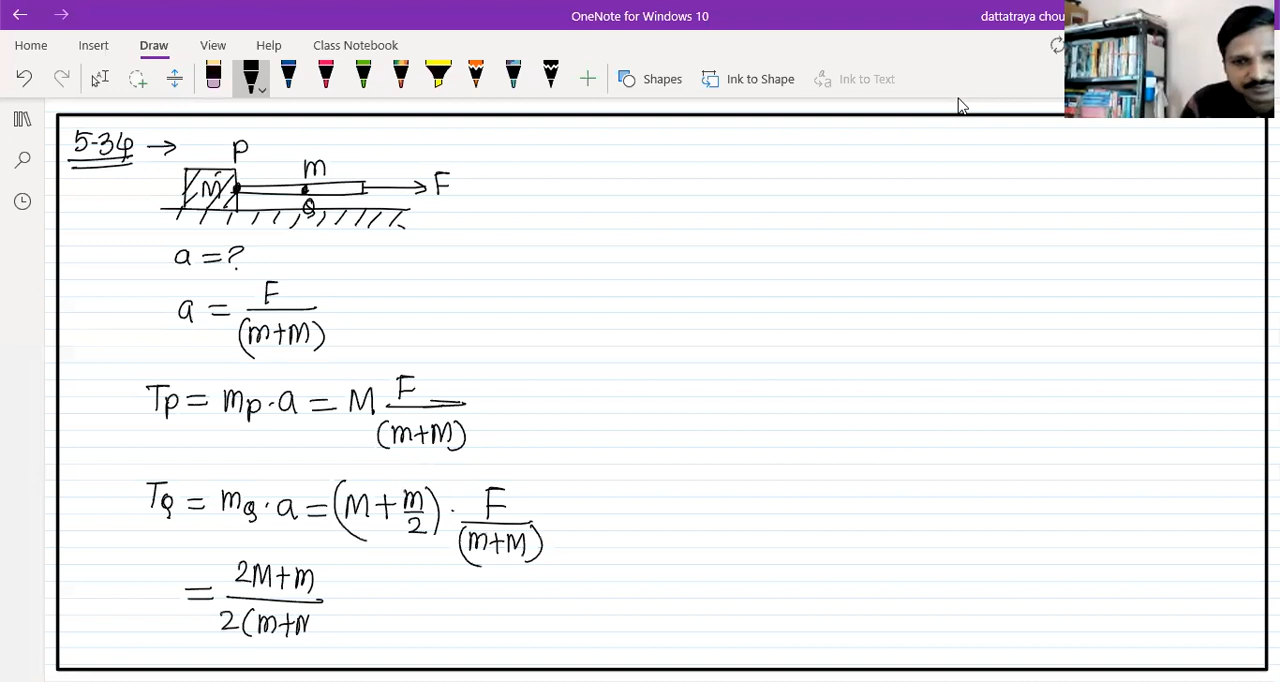 OneNote for Windows 10
dattatraya chou
Home Insert Draw View Help Class Notebook
Shapes Ink to Shape Ink to Text
5-34 → P
M m F
Q
a = ?
a = F/(m+M)
Tp = mp·a = M F/(m+M)
TQ = mQ·a = (M+m/2)·F/(m+M)
= 2M+m/2(m+M